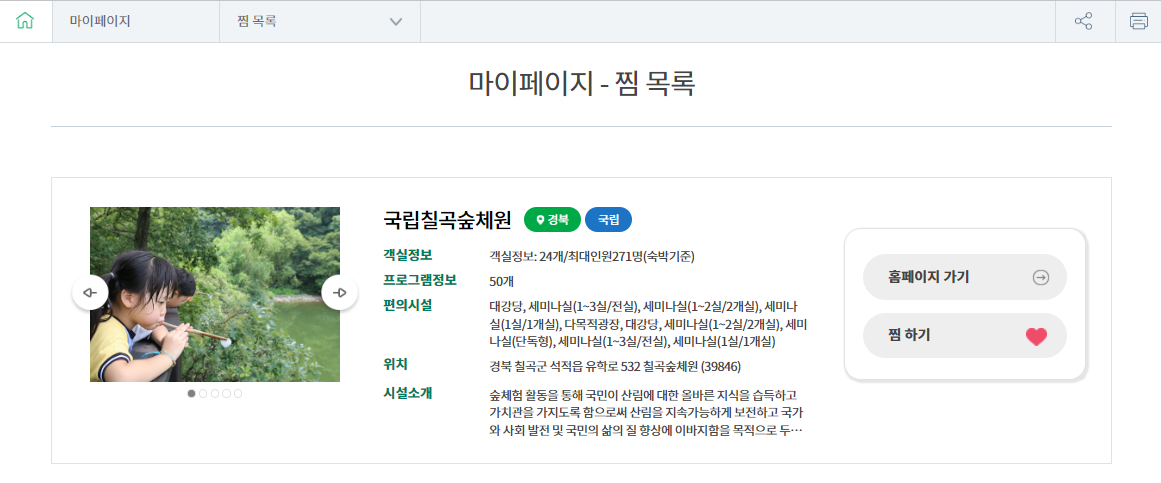 마이페이지
찜 목록
마이페이지 - 찜 목록
국립칠곡숲체원
경북
국립
객실정보
객실정보: 24개/최대인원271명(숙박기준)
프로그램정보
50개
편의시설
대강당, 세미나실(1~3실/전실), 세미나실(1~2실/2개실), 세미나
실(1실/1개실), 다목적광장, 대강당, 세미나실(1~2실/2개실), 세미
나실(단독형), 세미나실(1~3실/전실), 세미나실(1실/1개실)
위치
경북 칠곡군 석적읍 유학로 532 칠곡숲체원 (39846)
시설소개
숲체험 활동을 통해 국민이 산림에 대한 올바른 지식을 습득하고
가치관을 가지도록 함으로써 산림을 지속가능하게 보전하고 국가
와 사회 발전 및 국민의 삶의 질 향상에 이바지함을 목적으로 두…
홈페이지 가기
찜 하기